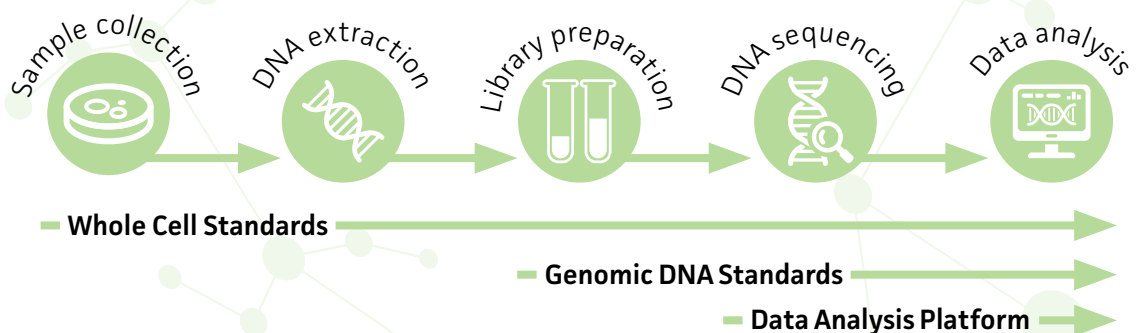 Sample collection
DNA extraction
Library preparation
DNA sequencing
Data analysis
Whole Cell Standards
Genomic DNA Standards
Data Analysis Platform